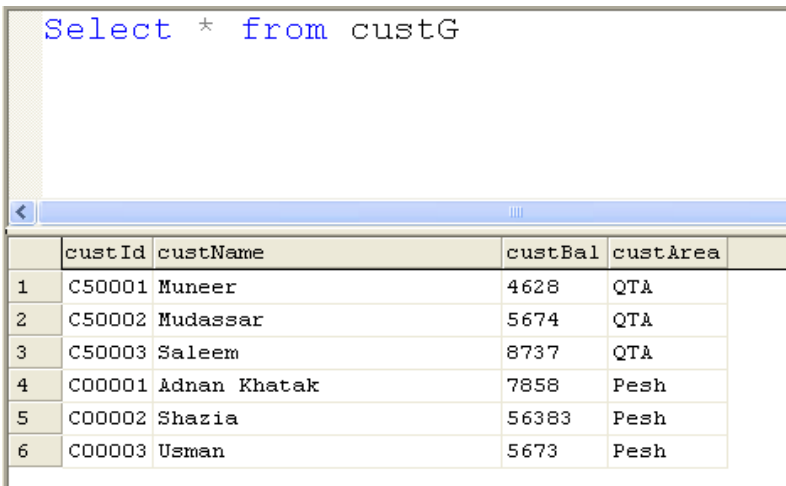 Select * from custG
custId custName custBal custArea
1 C50001 Muneer 4628 QTA
2 C50002 Mudassar 5674 QTA
3 C50003 Saleem 8737 QTA
4 C00001 Adnan Khatak 7858 Pesh
5 C00002 Shazia 56383 Pesh
6 C00003 Usman 5673 Pesh